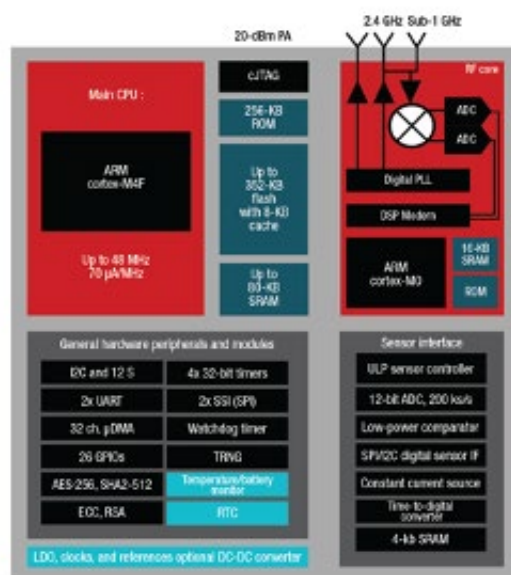 20-dBm PA
2.4 GHz Sub-1 GHz
Main CPU :
ARM
cortex-M4F
Up to 48 MHz
70 µA/MHz
cJTAG
256-KB
ROM
Up to
352-KB
flash
with 8-KB
cache
Up to
80-KB
SRAM
RF core
ADC
ADC
Digital PLL
DSP Modem
ARM
cortex-M0
16-KB
SRAM
ROM
General hardware peripherals and modules
I2C and 12 S
4x 32-bit timers
2x UART
2x SSI (SPI)
32 ch. µDMA
Watchdog timer
26 GPIOs
TRNG
AES-256, SHA2-512
Temperature/battery
monitor
ECC, RSA
RTC
LDO, clocks, and references optional DC-DC converter
Sensor interface
ULP sensor controller
12-bit ADC, 200 ks/s
Low-power comparator
SPI/I2C digital sensor IF
Constant current source
Time-to-digital
converter
4-kb SRAM